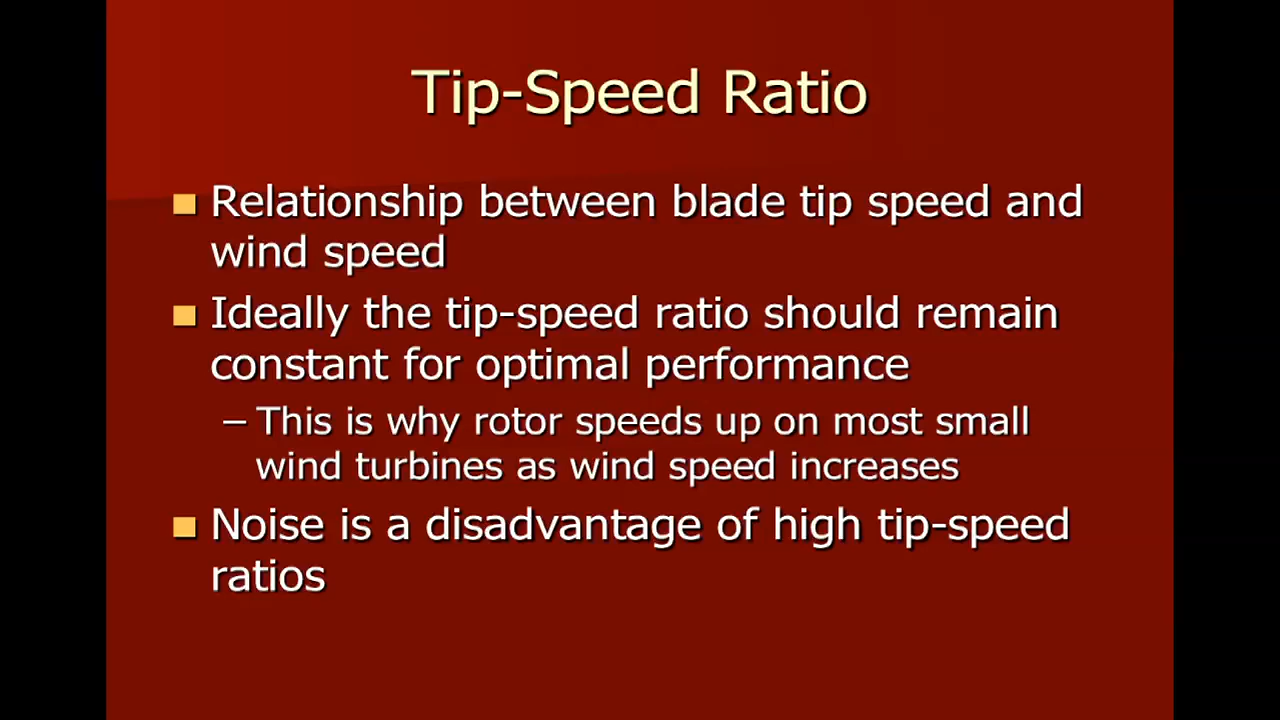 Tip-Speed Ratio
Relationship between blade tip speed and
wind speed
Ideally the tip-speed ratio should remain
constant for optimal performance
– This is why rotor speeds up on most small
wind turbines as wind speed increases
Noise is a disadvantage of high tip-speed
ratios